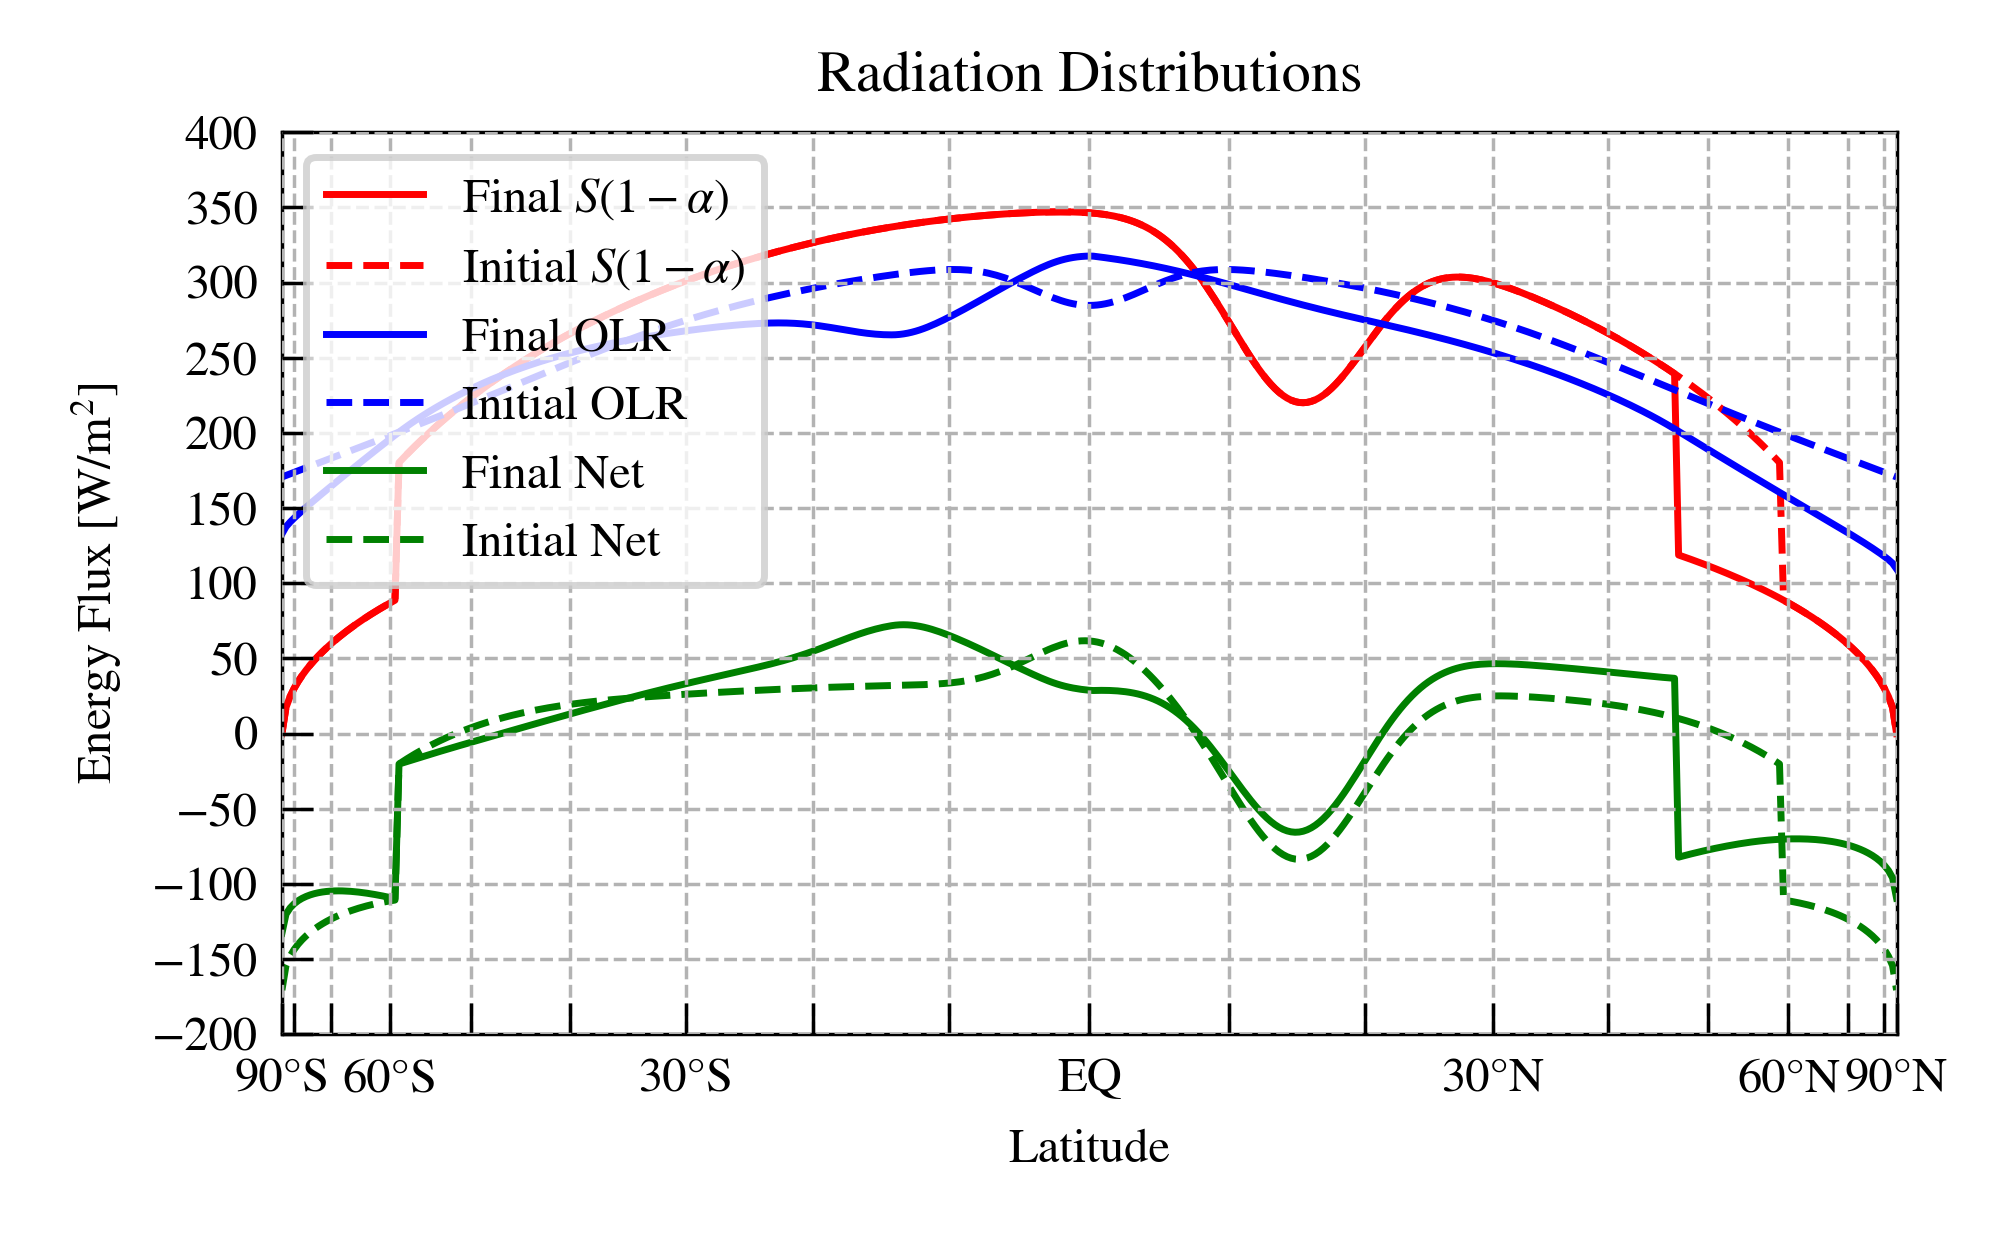 Radiation Distributions
400
350
300
250
200
150
100
50
0
−50
−100
−150
−200
Energy Flux [W/m²]
Final S(1 − α)
Initial S(1 − α)
Final OLR
Initial OLR
Final Net
Initial Net
90°S 60°S 30°S EQ 30°N 60°N 90°N
Latitude